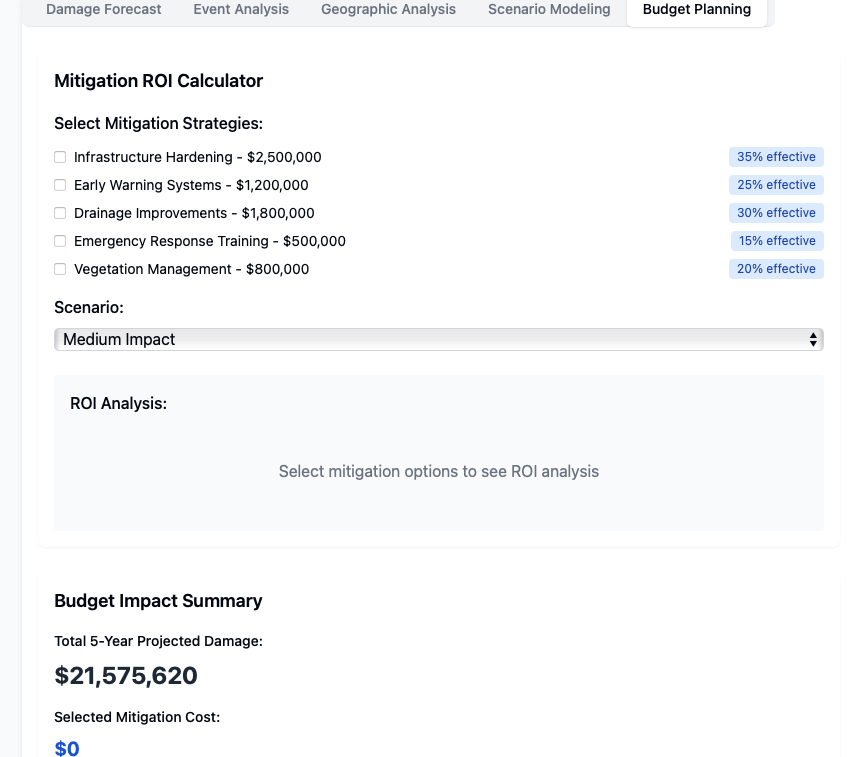 Damage Forecast Event Analysis Geographic Analysis Scenario Modeling Budget Planning
Mitigation ROI Calculator
Select Mitigation Strategies:
Infrastructure Hardening - $2,500,000 35% effective
Early Warning Systems - $1,200,000 25% effective
Drainage Improvements - $1,800,000 30% effective
Emergency Response Training - $500,000 15% effective
Vegetation Management - $800,000 20% effective
Scenario:
Medium Impact
ROI Analysis:
Select mitigation options to see ROI analysis
Budget Impact Summary
Total 5-Year Projected Damage:
$21,575,620
Selected Mitigation Cost:
$0